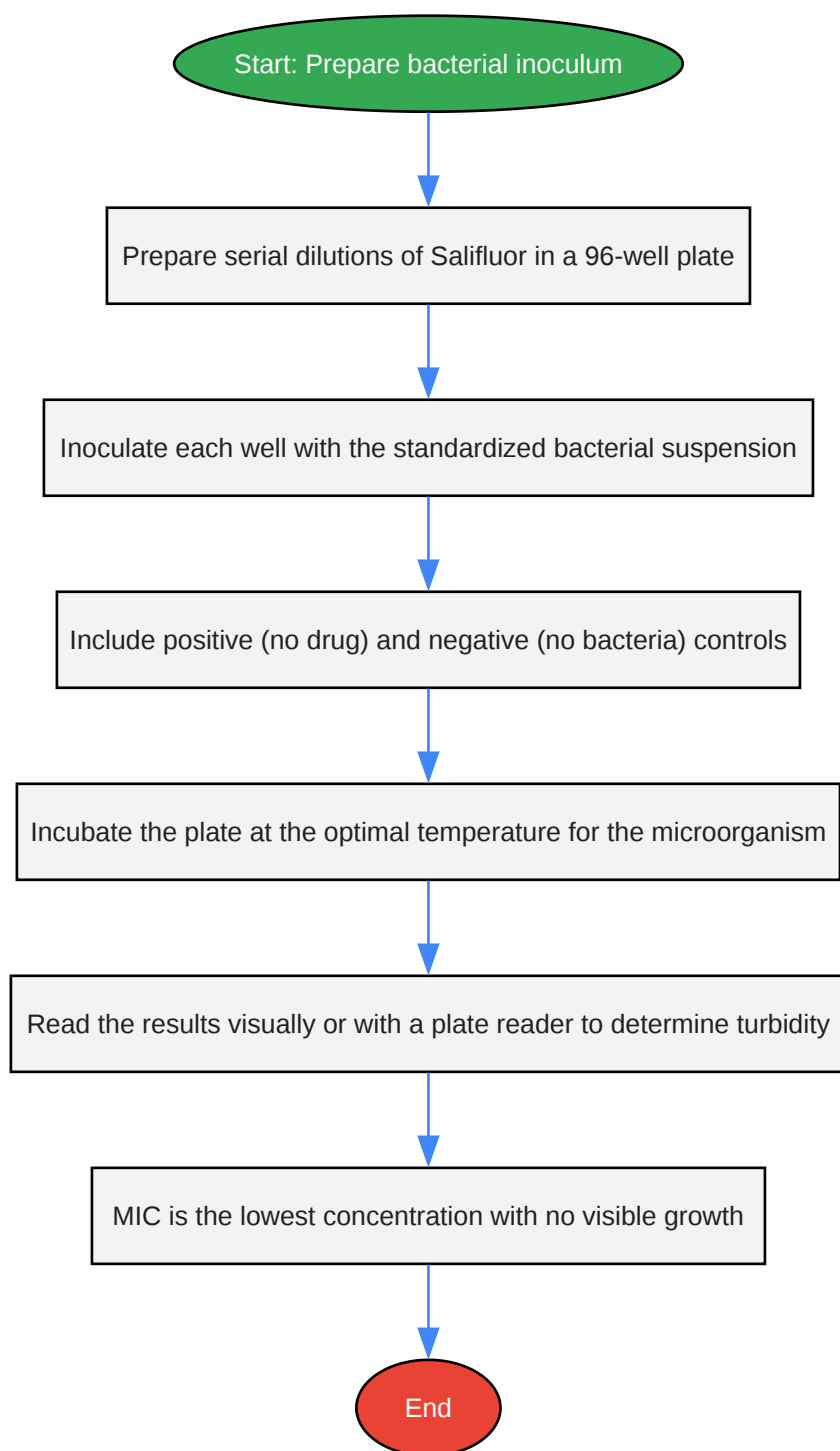 Start: Prepare bacterial inoculum
Prepare serial dilutions of Salifluor in a 96-well plate
Inoculate each well with the standardized bacterial suspension
Include positive (no drug) and negative (no bacteria) controls
Incubate the plate at the optimal temperature for the microorganism
Read the results visually or with a plate reader to determine turbidity
MIC is the lowest concentration with no visible growth
End